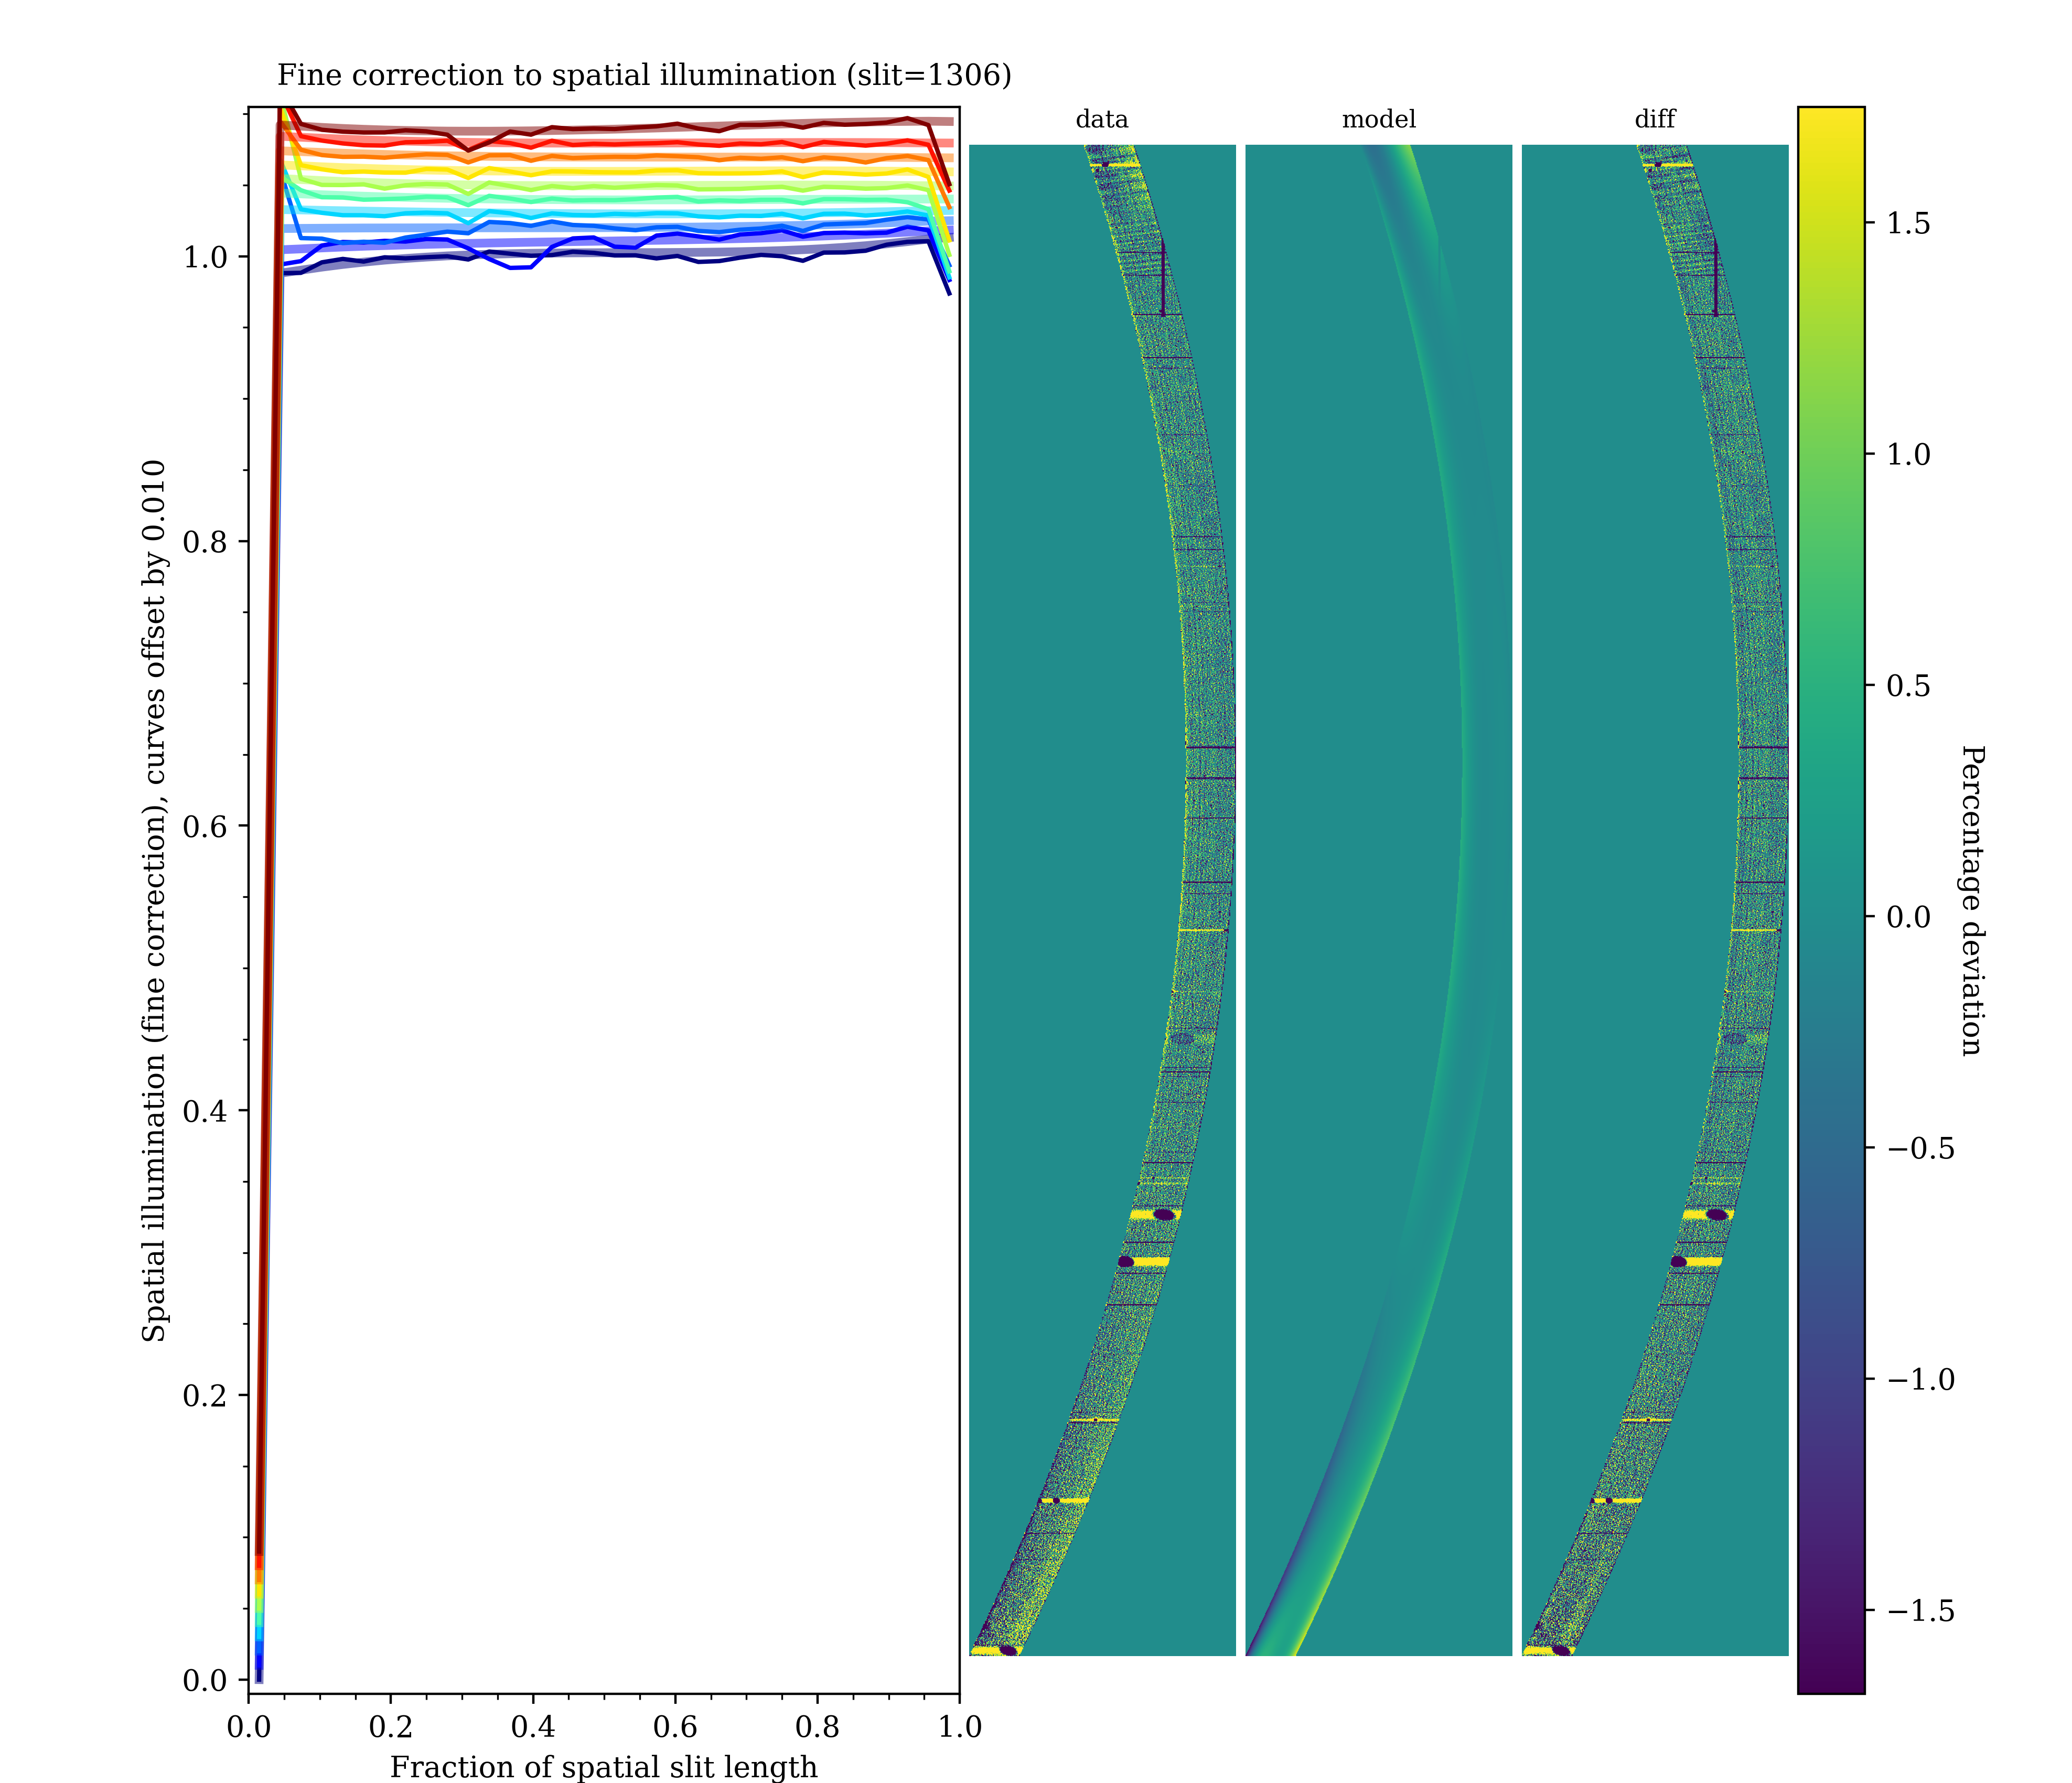 Fine correction to spatial illumination (slit=1306)
data
model
diff
Spatial illumination (fine correction), curves offset by 0.010
1.0
0.8
0.6
0.4
0.2
0.0
0.0
0.2
0.4
0.6
0.8
1.0
Fraction of spatial slit length
1.5
1.0
0.5
0.0
−0.5
−1.0
−1.5
Percentage deviation